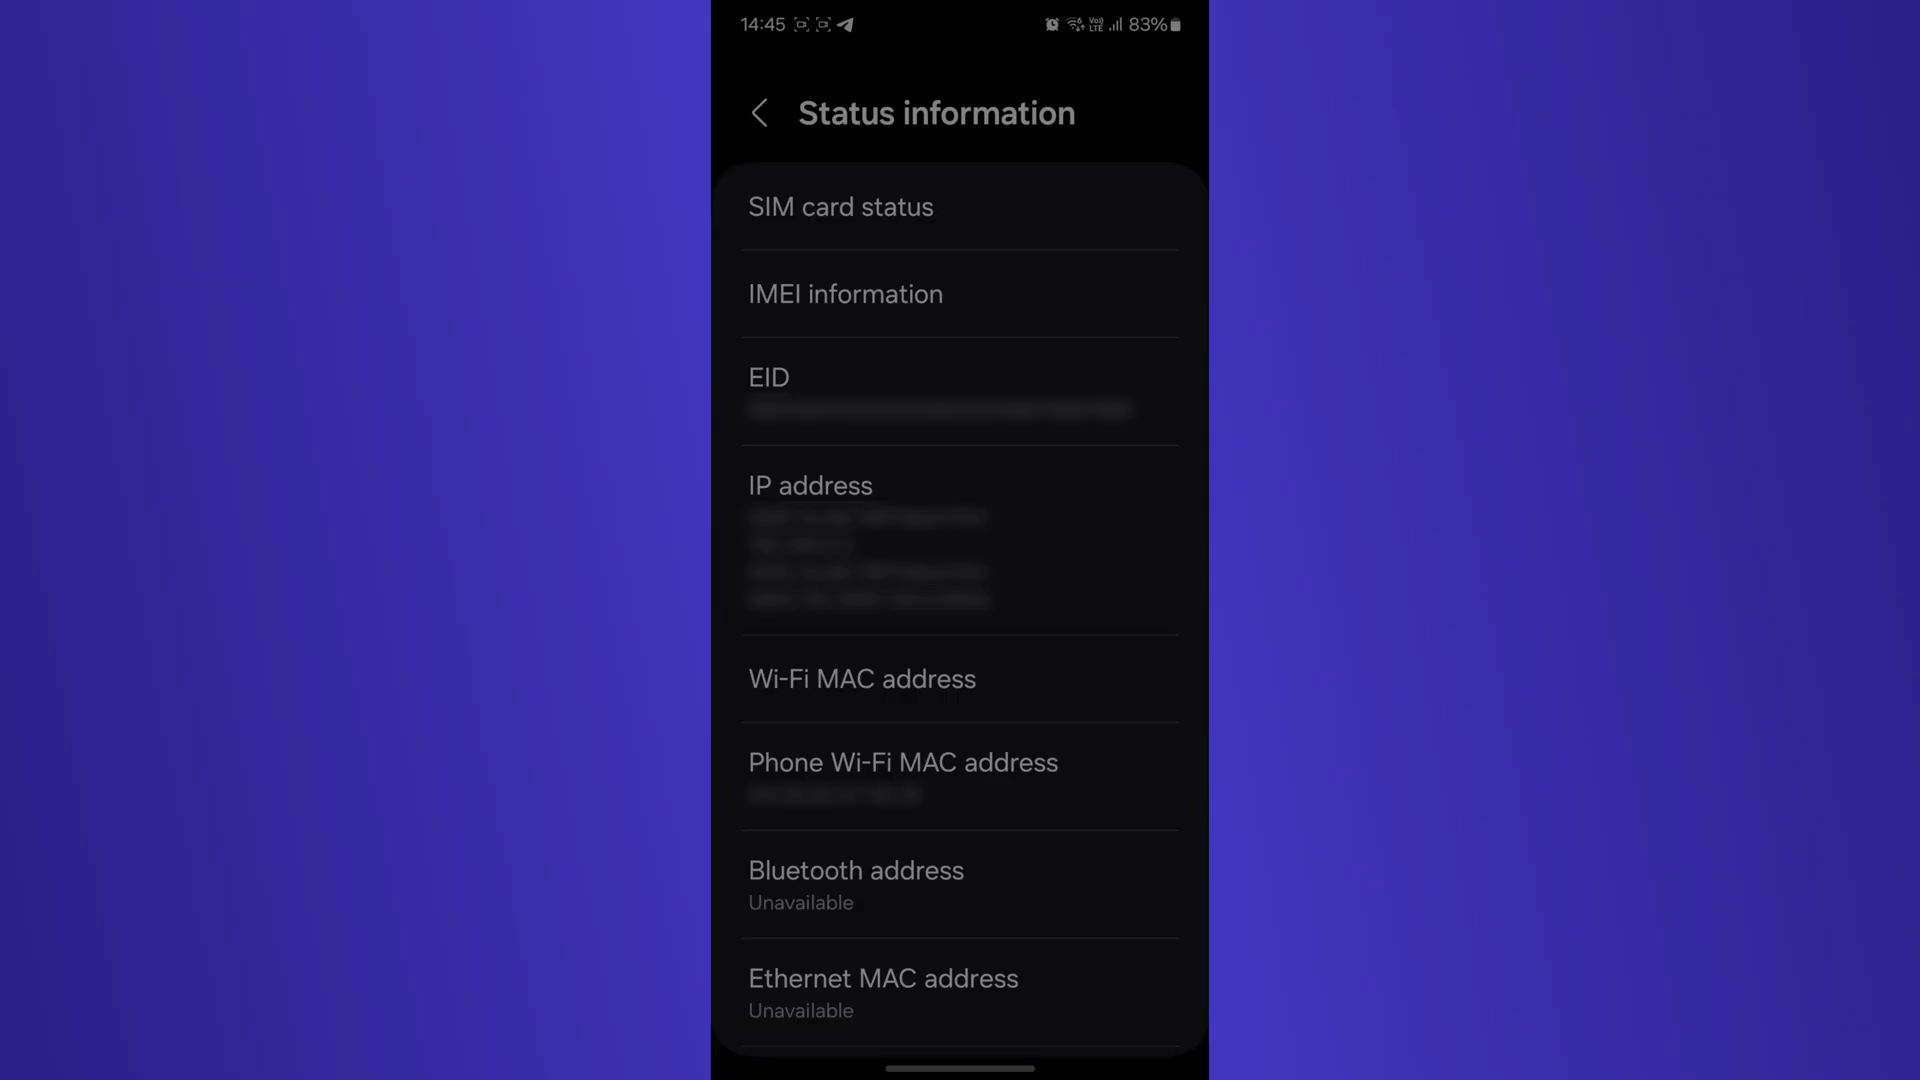 14:45 83%
Status information
SIM card status
IMEI information
EID
IP address
Wi-Fi MAC address
Phone Wi-Fi MAC address
Bluetooth address
Unavailable
Ethernet MAC address
Unavailable